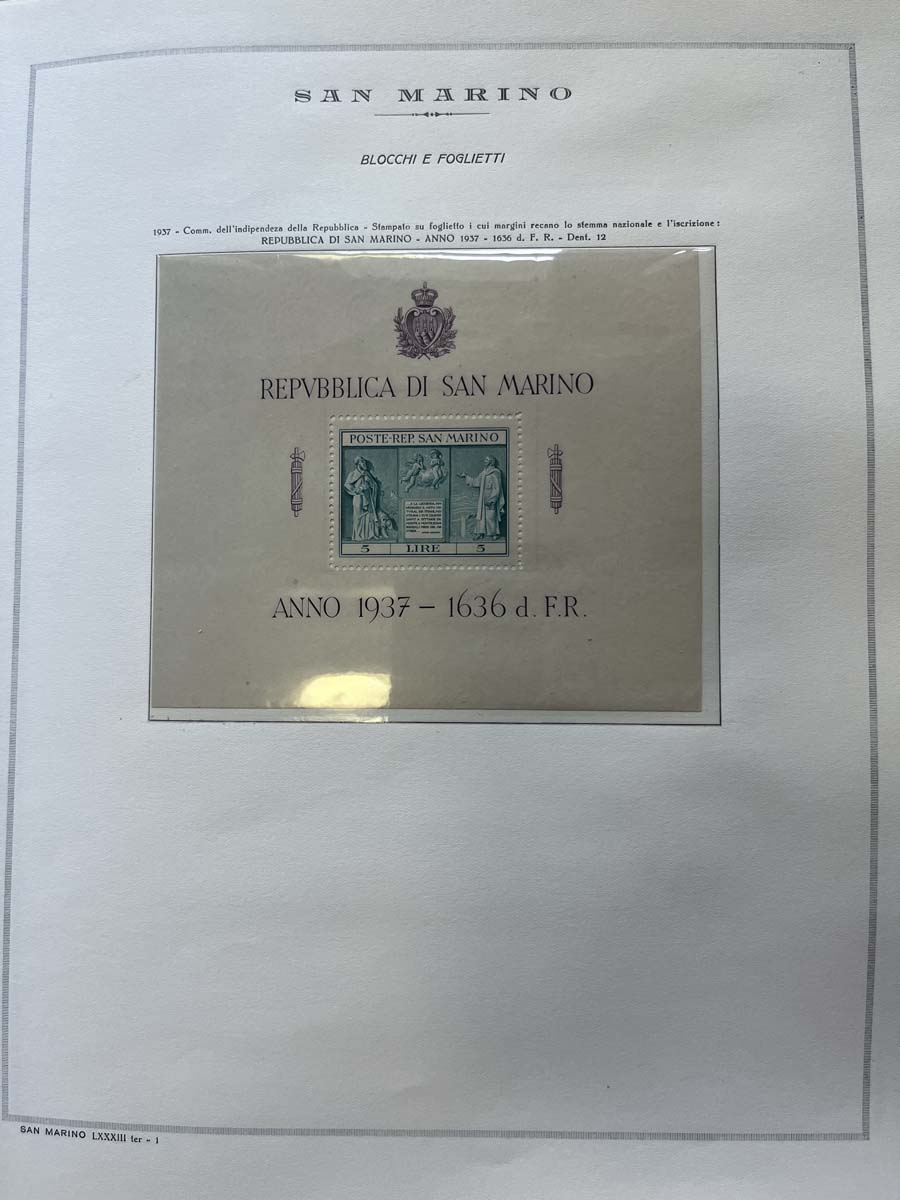 SAN MARINO
BLOCCHI E FOGLIETTI
1937 - Comm. dell'indipendeza della Repubblica - Stampato su foglietto i cui margini recano lo stemma nazionale e l'iscrizione:
REPUBBLICA DI SAN MARINO - ANNO 1937 - 1636 d. F. R. - Dent. 12
REPVBBLICA DI SAN MARINO
POSTE-REP. SAN MARINO
5 LIRE 5
ANNO 1937 – 1636 d. F.R.
SAN MARINO LXXXIII ter - 1